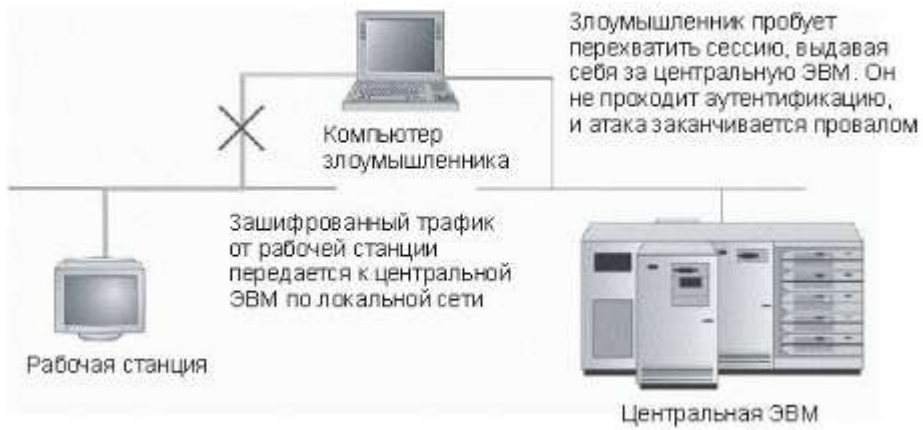 Злоумышленник пробует
перехватить сессию, выдавая
себя за центральную ЭВМ. Он
не проходит аутентификацию,
и атака заканчивается провалом
Компьютер
злоумышленника
Зашифрованный трафик
от рабочей станции
передается к центральной
ЭВМ по локальной сети
Рабочая станция
Центральная ЭВМ